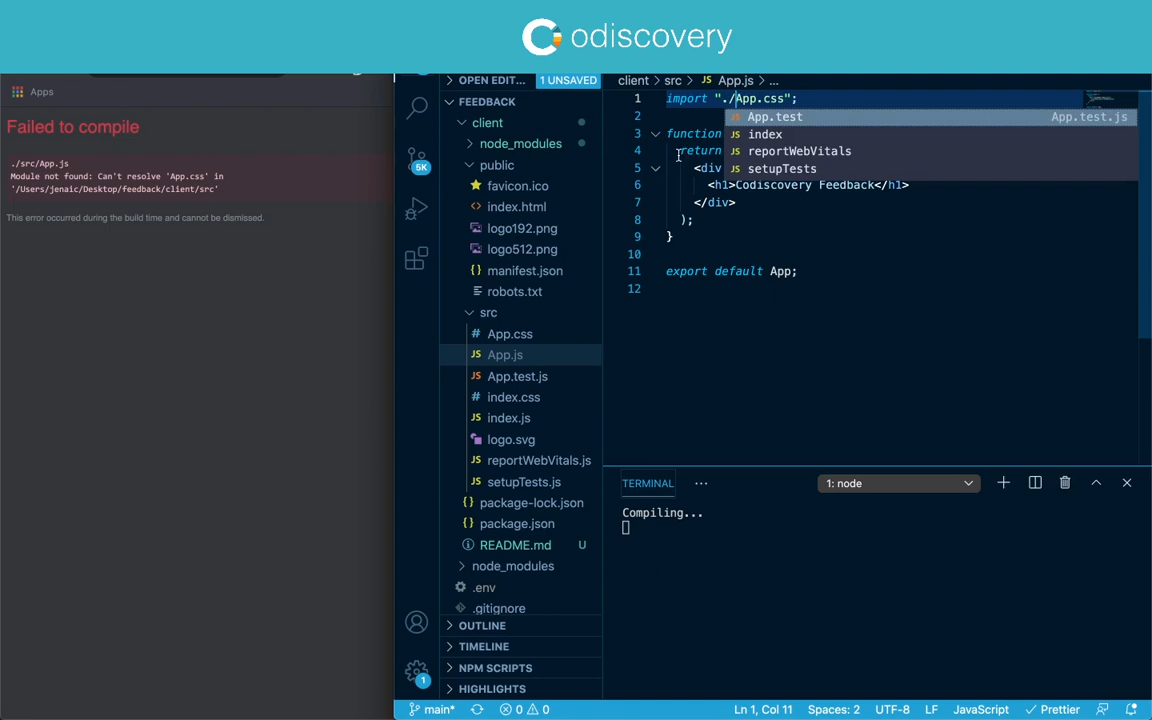 odiscovery
Apps
Failed to compile
./src/App.js
Module not found: Can't resolve 'App.css' in
'/Users/jenaic/Desktop/feedback/client/src'
This error occurred during the build time and cannot be dismissed.
OPEN EDIT...
1 UNSAVED
FEEDBACK
client
node_modules
public
favicon.ico
index.html
logo192.png
logo512.png
manifest.json
robots.txt
src
App.css
App.js
App.test.js
index.css
index.js
logo.svg
reportWebVitals.js
setupTests.js
package-lock.json
package.json
README.md U
node_modules
.env
.gitignore
OUTLINE
TIMELINE
NPM SCRIPTS
HIGHLIGHTS
5K
1
client > src > JS App.js > ...
1 import "./App.css";
2
3 function
4 return
5 <div
6 <h1>Codiscovery Feedback</h1>
7 </div>
8 );
9 }
10
11 export default App;
12
JS App.test App.test.js
JS index
JS reportWebVitals
JS setupTests
TERMINAL ... 1: node
Compiling...
main* 0 0 Ln 1, Col 11 Spaces: 2 UTF-8 LF JavaScript Prettier